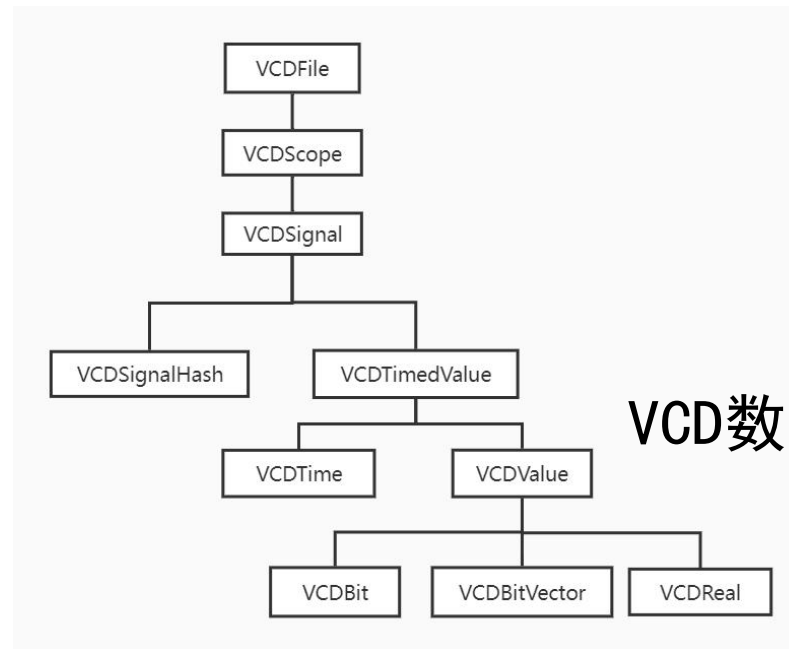 VCDFile
VCDScope
VCDSignal
VCDSignalHash
VCDTimedValue
VCD数
VCDTime
VCDValue
VCDBit
VCDBitVector
VCDReal